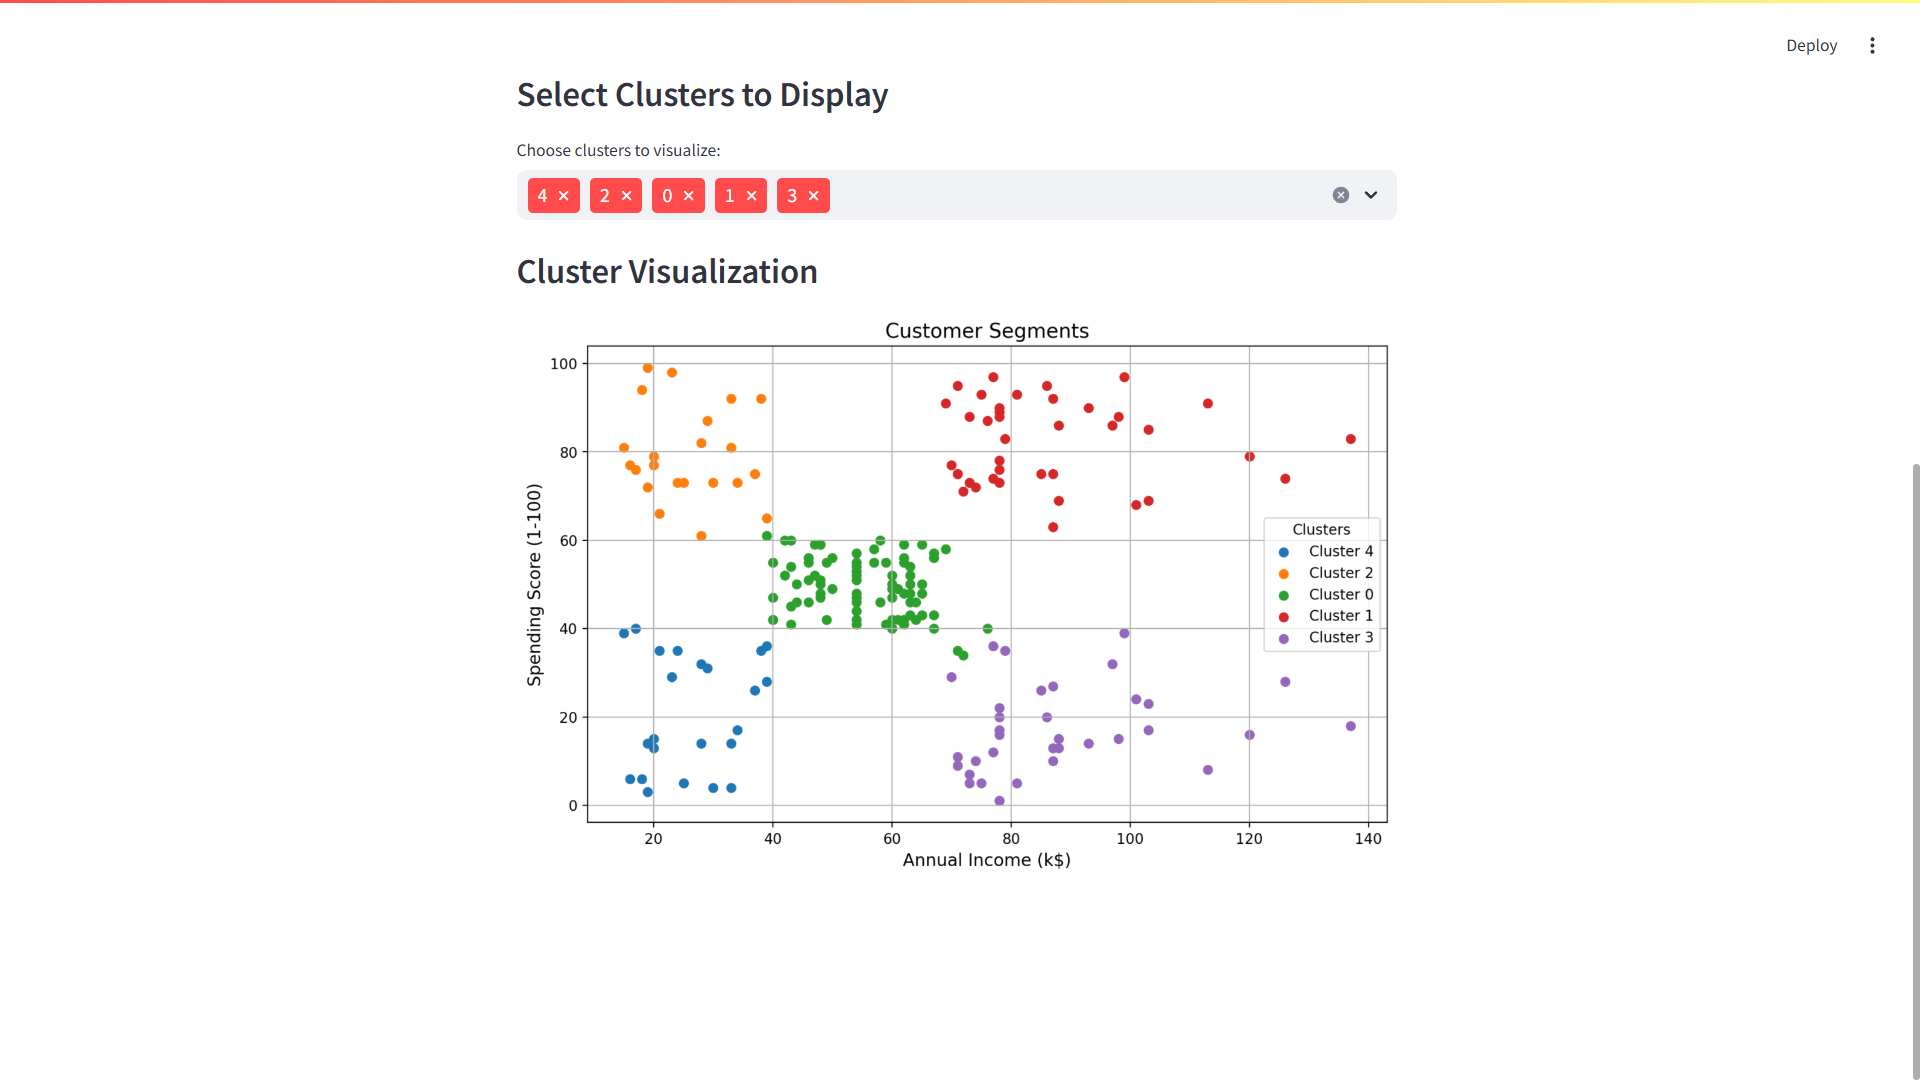 Deploy
Select Clusters to Display
Choose clusters to visualize:
4 2 0 1 3
Cluster Visualization
Customer Segments
100
80
60
40
20
0
Spending Score (1-100)
Clusters
Cluster 4
Cluster 2
Cluster 0
Cluster 1
Cluster 3
20 40 60 80 100 120 140
Annual Income (k$)